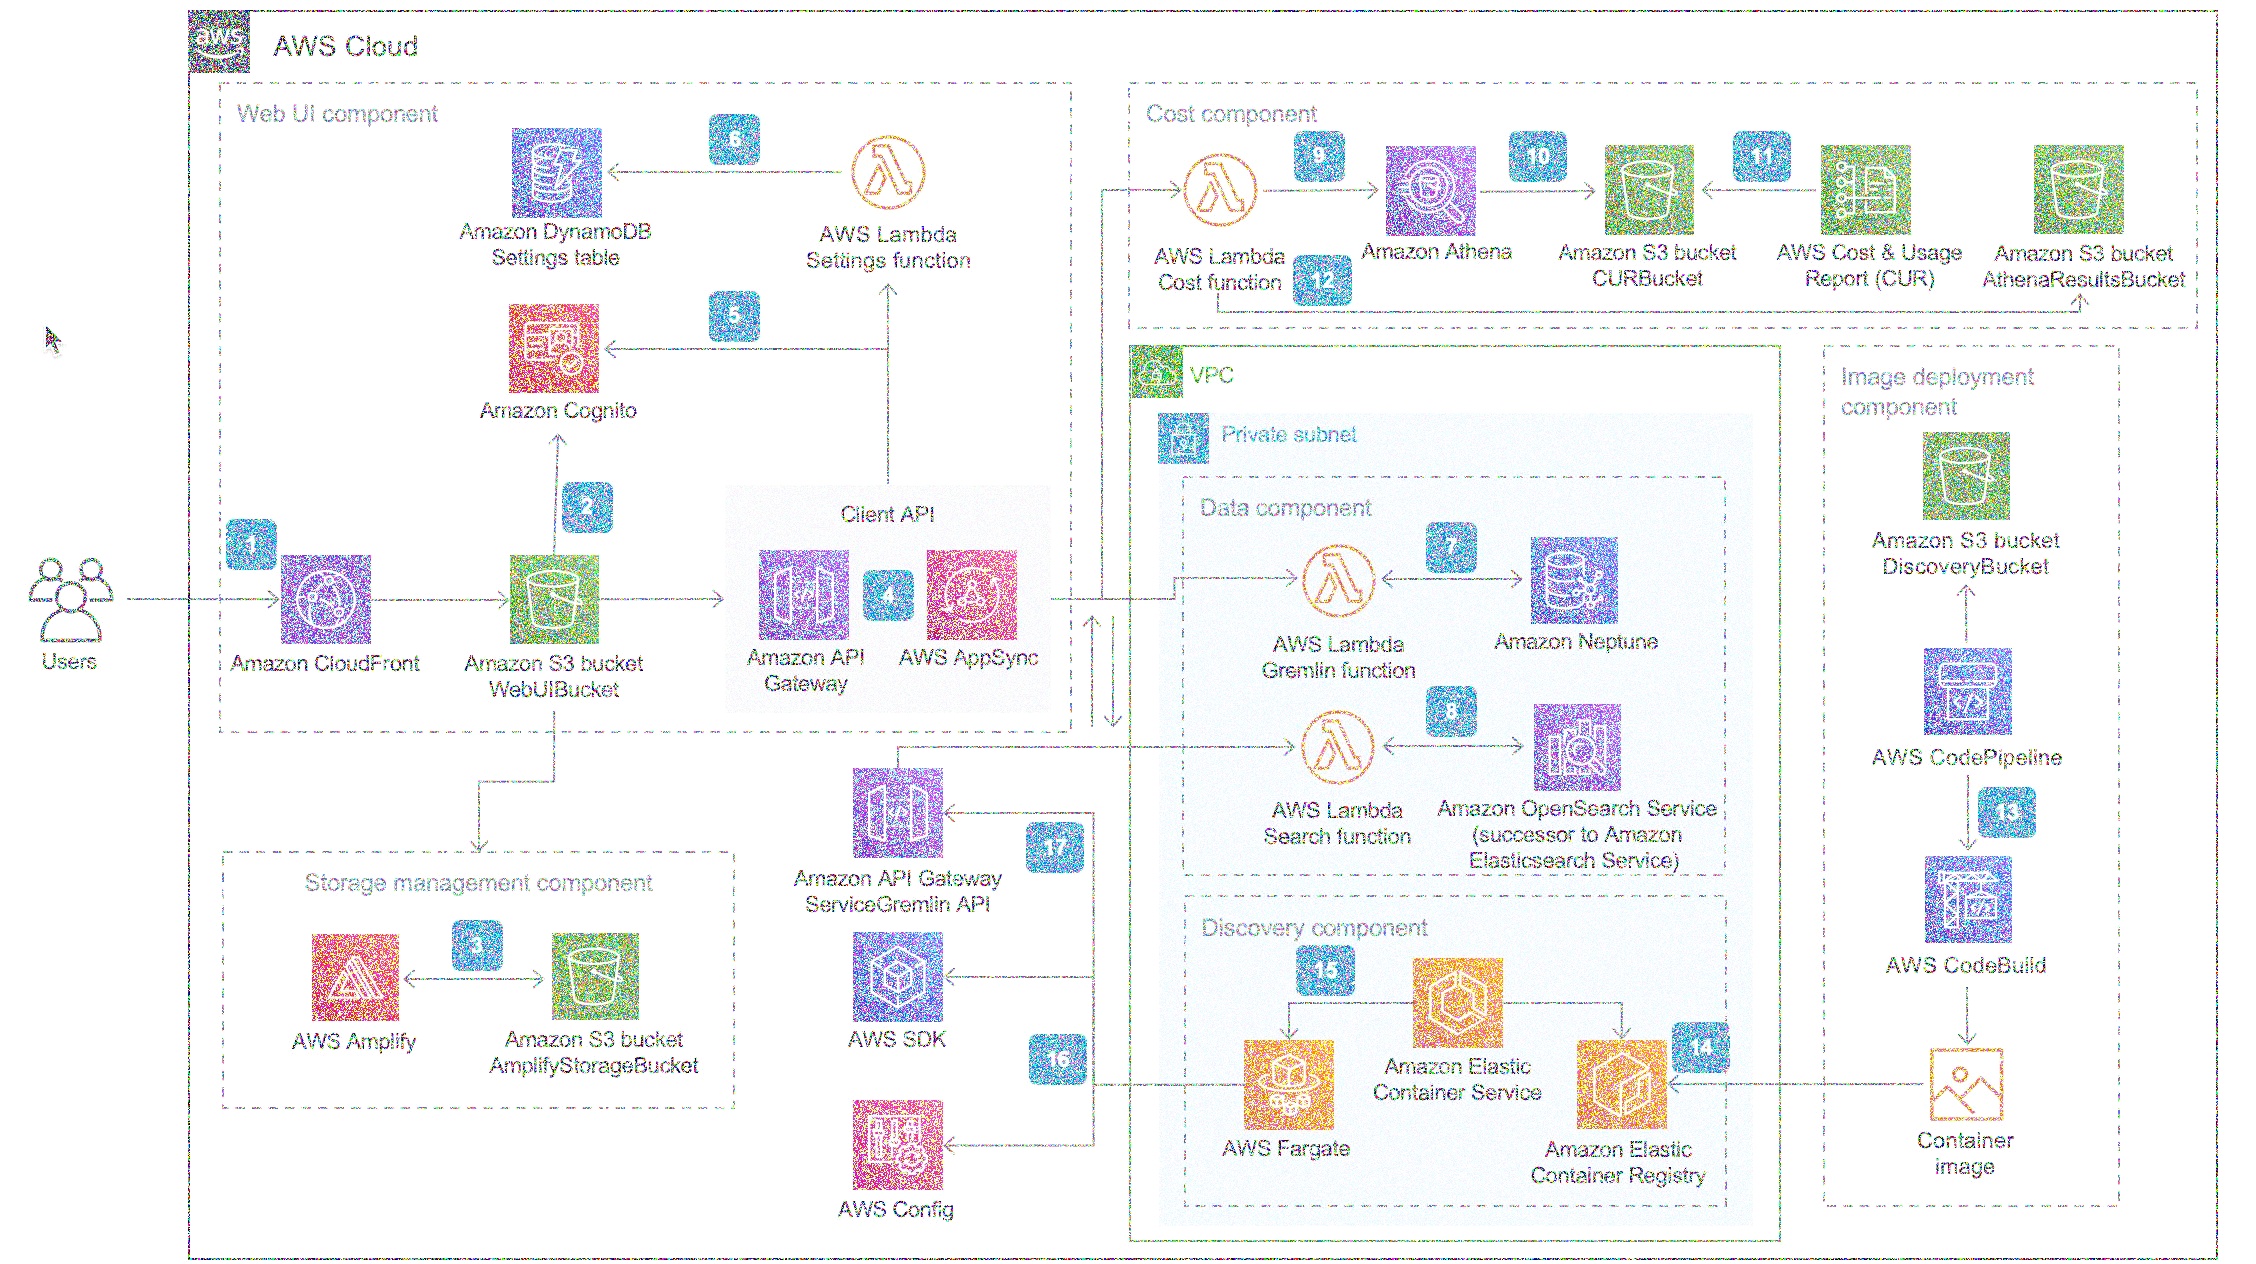 aws
AWS Cloud
Web UI component
6
Amazon DynamoDB
Settings table
AWS Lambda
Settings function
5
Amazon Cognito
2
1
Client API
4
Users
Amazon CloudFront
Amazon S3 bucket
WebUIBucket
Amazon API
Gateway
AWS AppSync
Storage management component
3
AWS Amplify
Amazon S3 bucket
AmplifyStorageBucket
Amazon API Gateway
ServiceGremlin API
17
AWS SDK
16
AWS Config
Cost component
9
10
11
AWS Lambda
Cost function
Amazon Athena
Amazon S3 bucket
CURBucket
AWS Cost & Usage
Report (CUR)
Amazon S3 bucket
AthenaResultsBucket
12
VPC
Private subnet
Data component
7
AWS Lambda
Gremlin function
Amazon Neptune
8
AWS Lambda
Search function
Amazon OpenSearch Service
(successor to Amazon
Elasticsearch Service)
Discovery component
15
Amazon Elastic
Container Service
14
AWS Fargate
Amazon Elastic
Container Registry
Image deployment
component
Amazon S3 bucket
DiscoveryBucket
AWS CodePipeline
13
AWS CodeBuild
Container
image